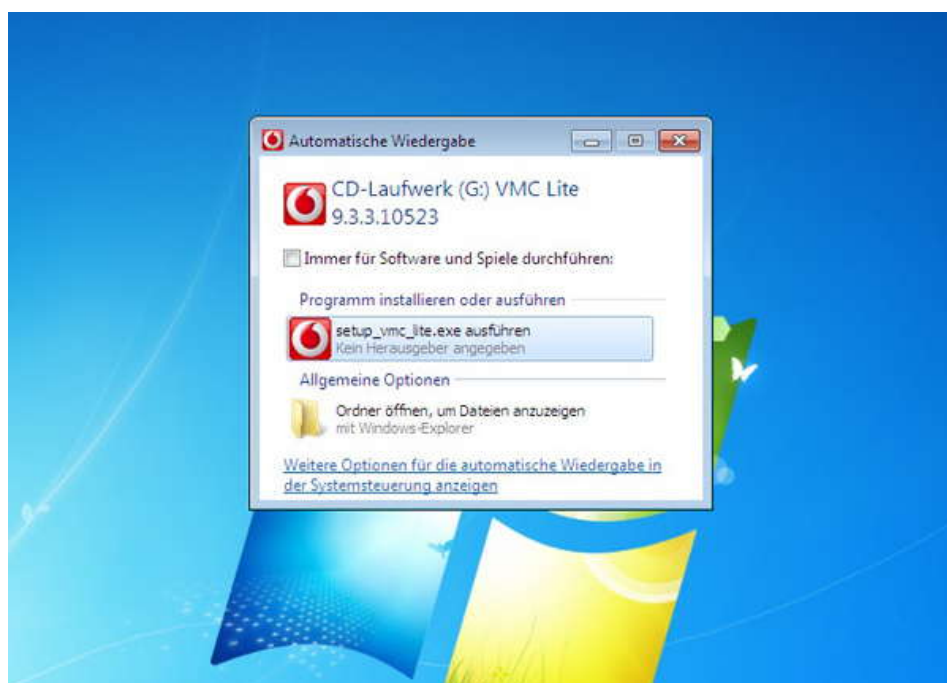 Automatische Wiedergabe
CD-Laufwerk (G:) VMC Lite
9.3.3.10523
Immer für Software und Spiele durchführen:
Programm installieren oder ausführen
setup_vmc_lite.exe ausführen
Kein Herausgeber angegeben
Allgemeine Optionen
Ordner öffnen, um Dateien anzuzeigen
mit Windows-Explorer
Weitere Optionen für die automatische Wiedergabe in
der Systemsteuerung anzeigen